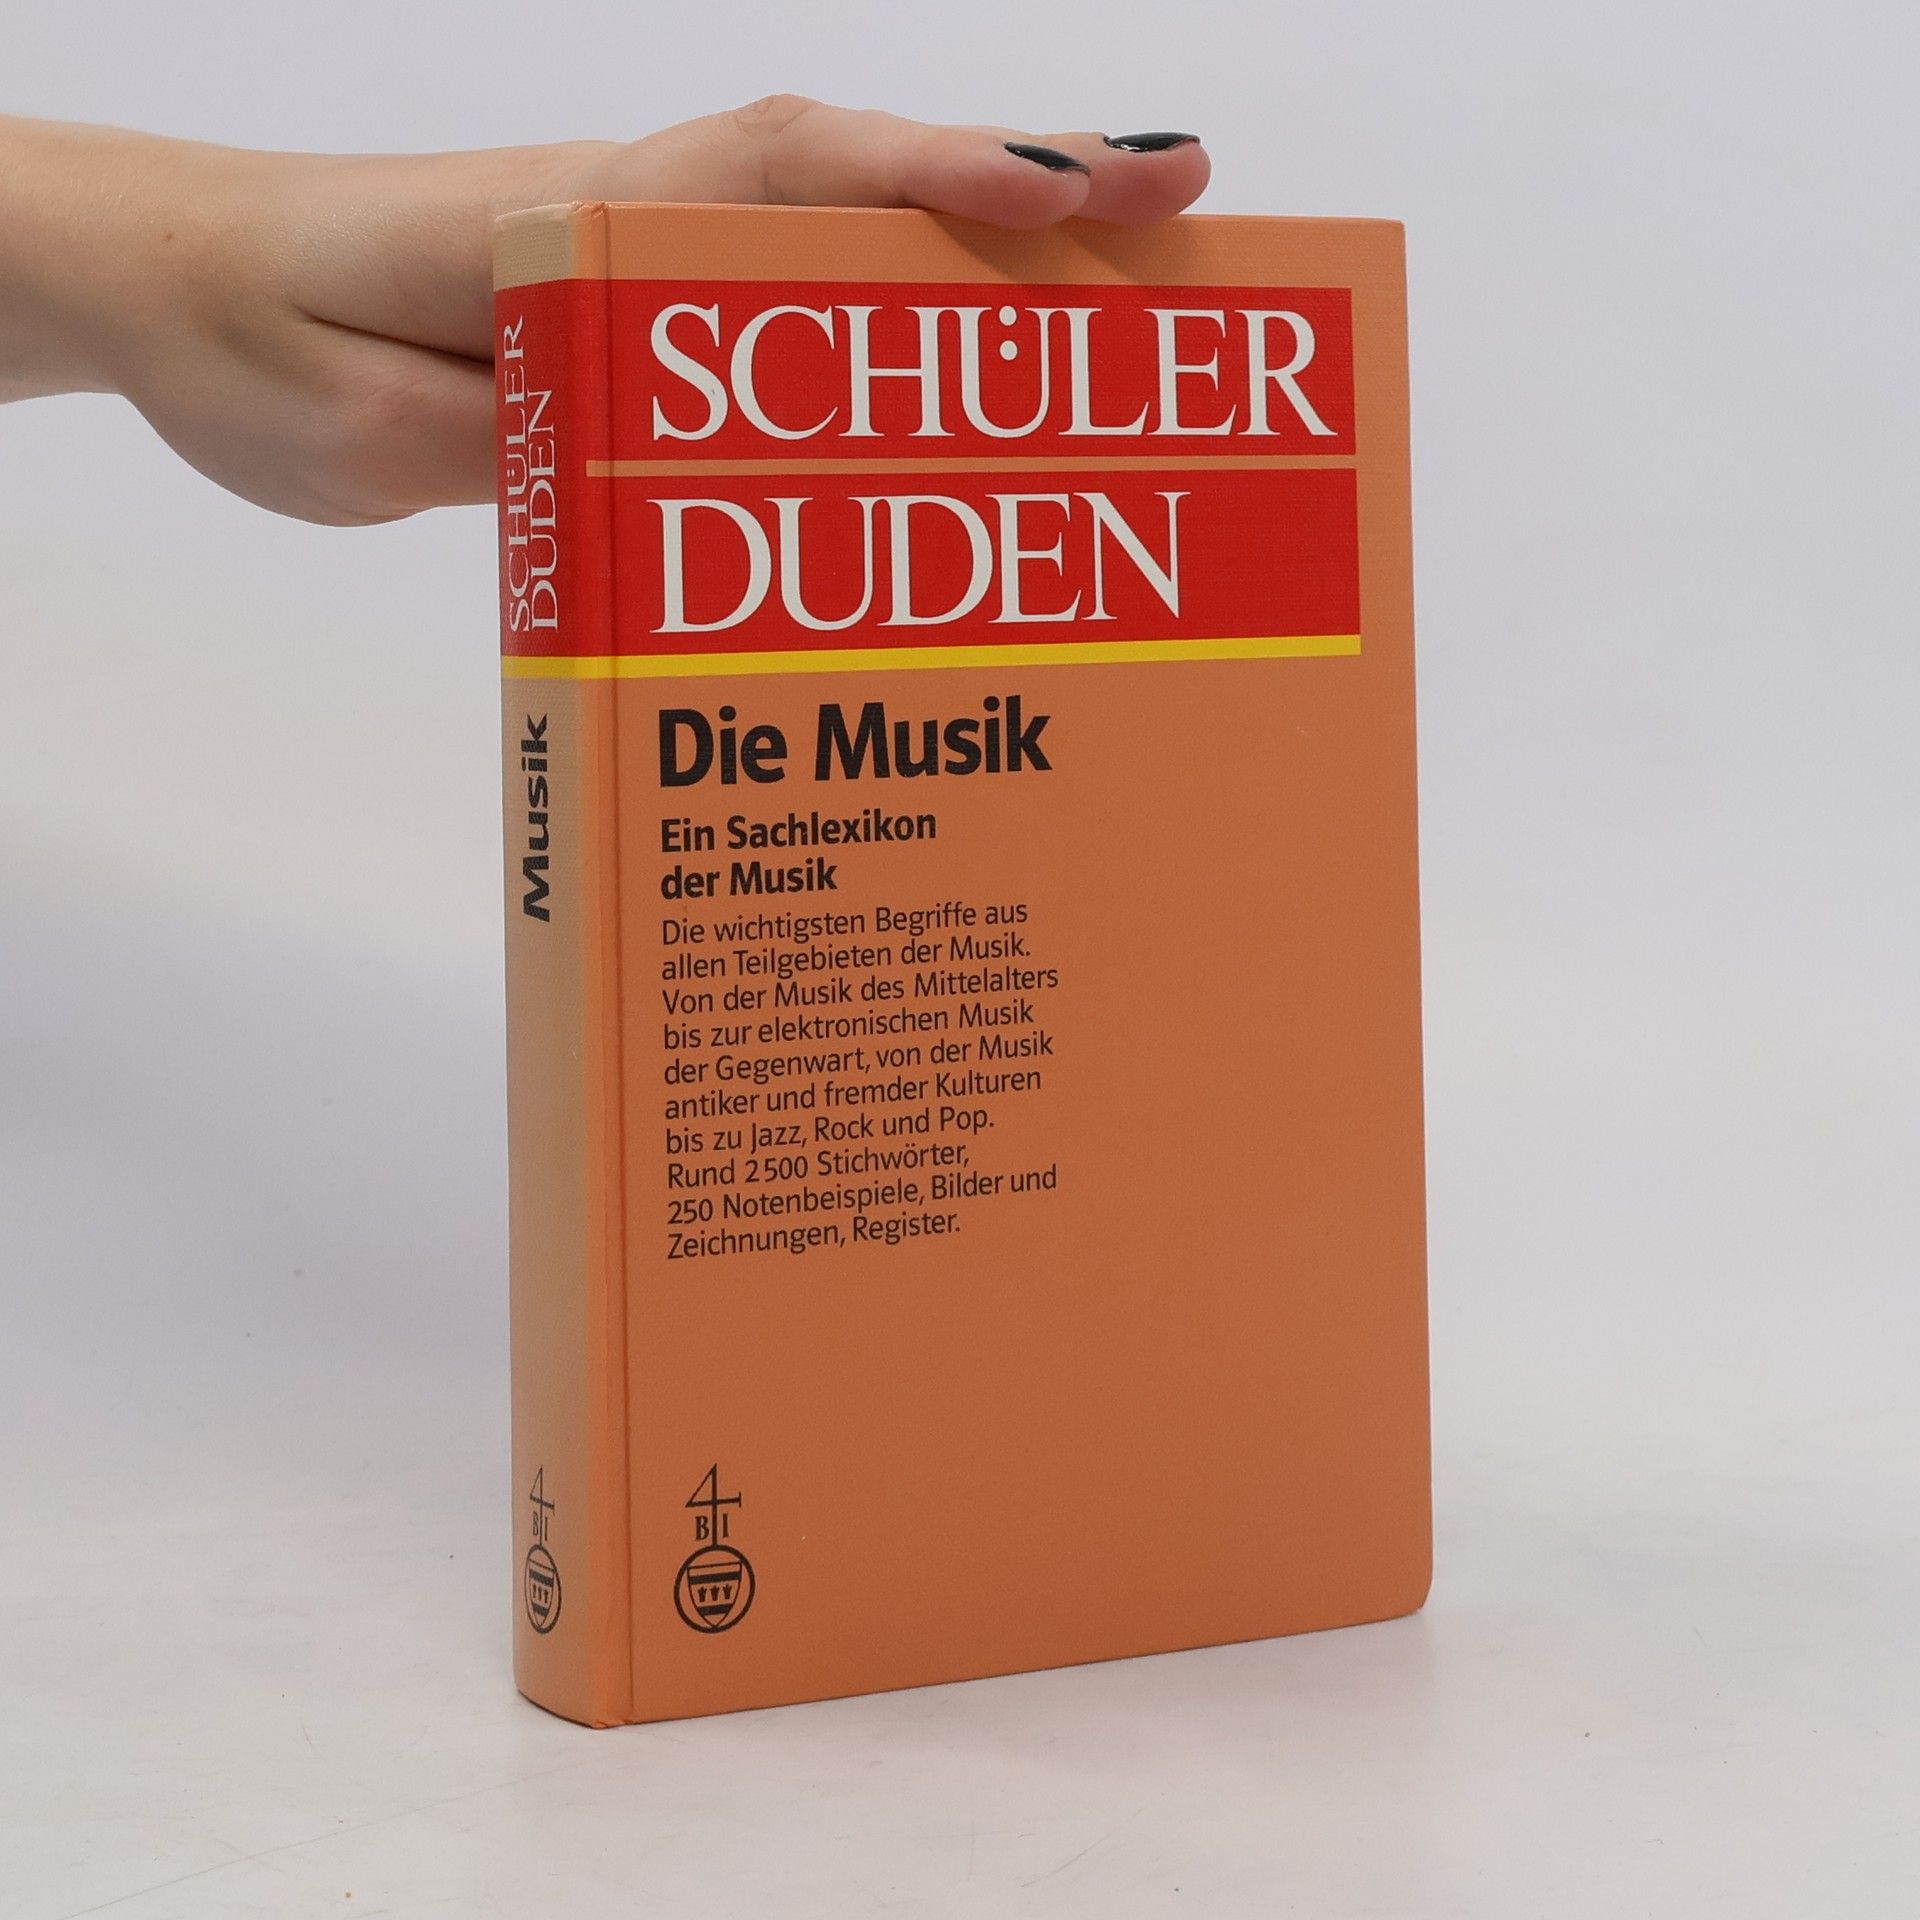 SCHÜLER
DUDEN
Musik
4
B I
SCHÜLER
DUDEN
Die Musik
Ein Sachlexikon
der Musik
Die wichtigsten Begriffe aus
allen Teilgebieten der Musik.
Von der Musik des Mittelalters
bis zur elektronischen Musik
der Gegenwart, von der Musik
antiker und fremder Kulturen
bis zu Jazz, Rock und Pop.
Rund 2500 Stichwörter,
250 Notenbeispiele, Bilder und
Zeichnungen, Register.
4
B I